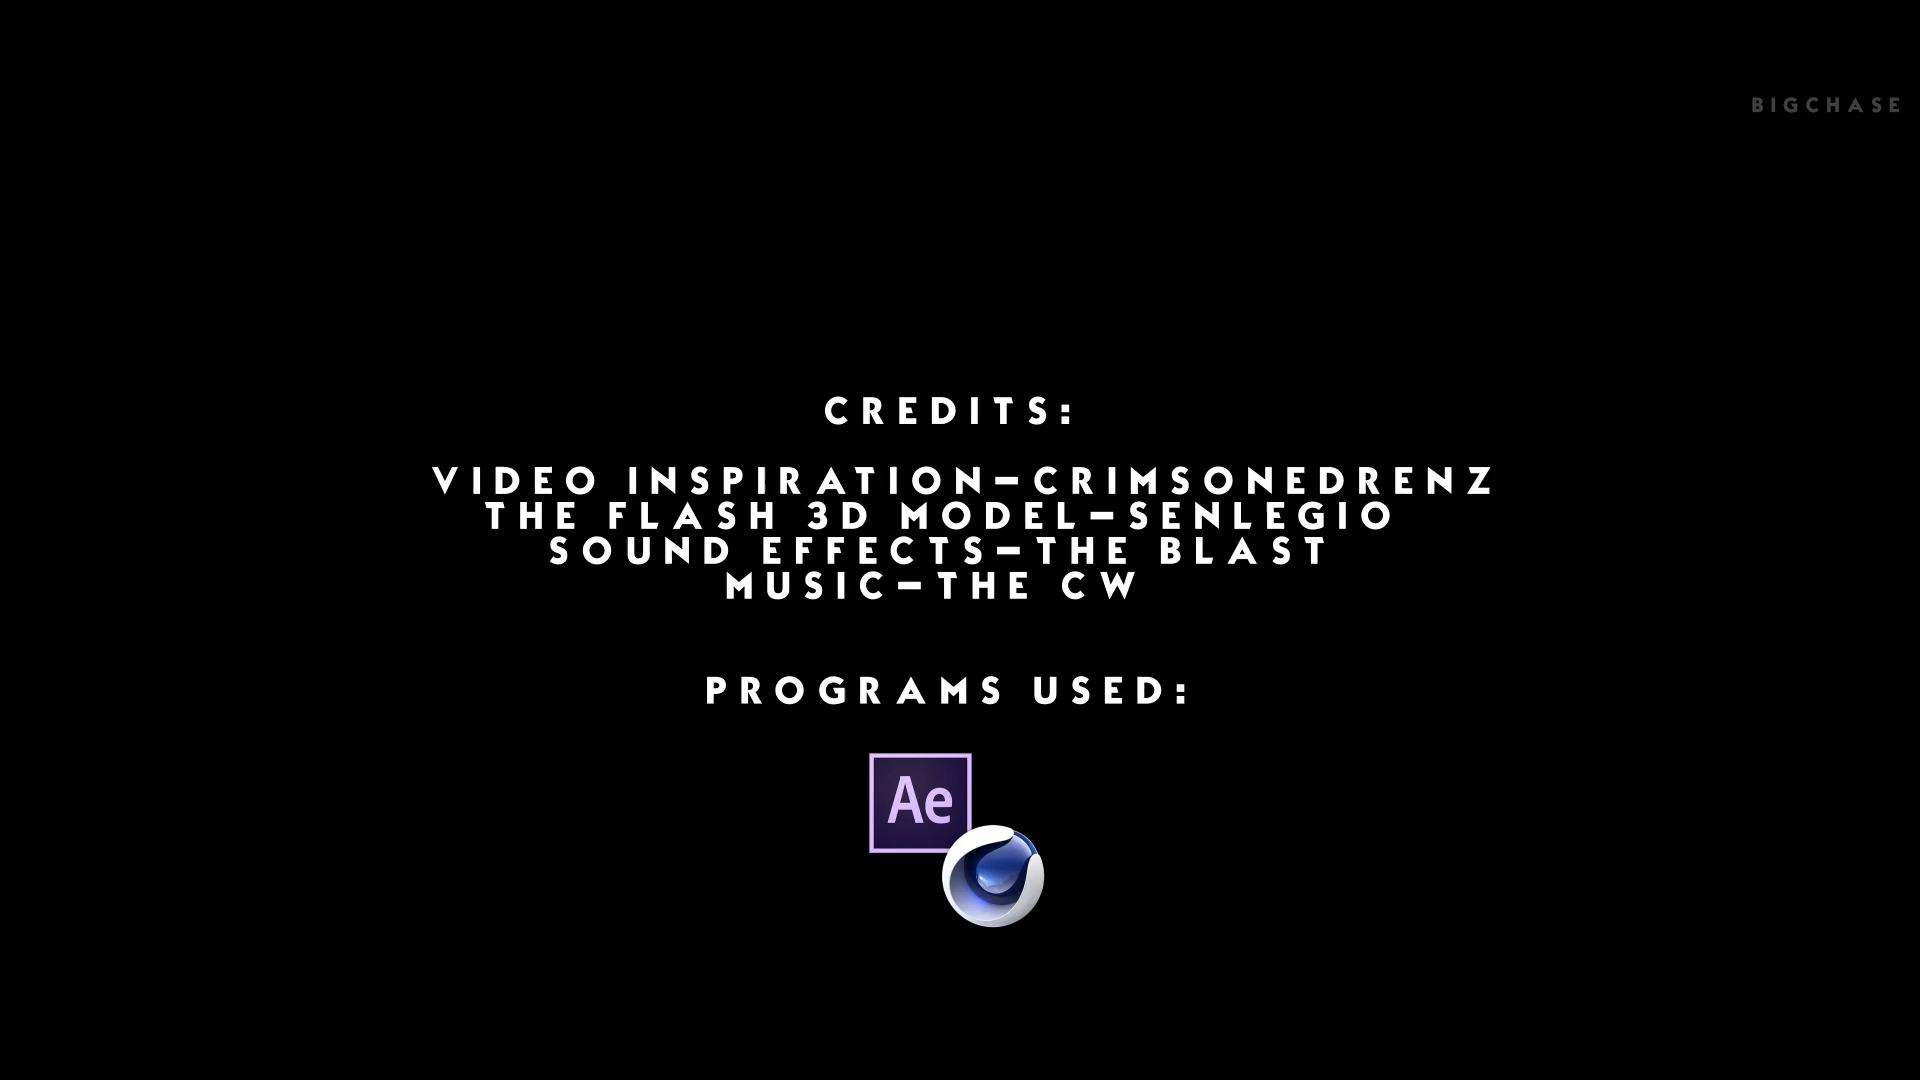 BIGCHASE
CREDITS:
VIDEO INSPIRATION-CRIMSONEDRENZ
THE FLASH 3D MODEL-SENLEGIO
SOUND EFFECTS-THE BLAST
MUSIC-THE CW
PROGRAMS USED:
Ae